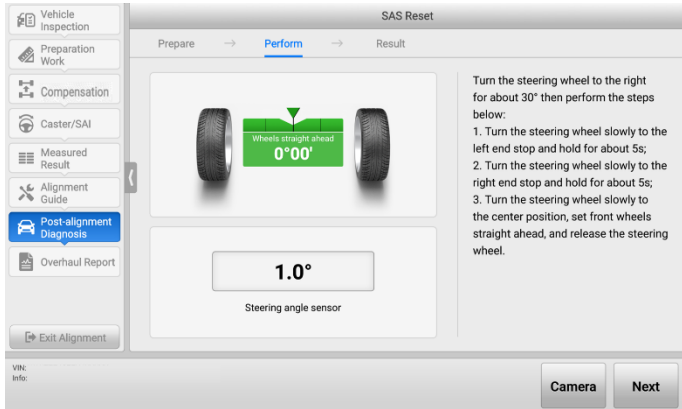 SAS Reset
Vehicle
Inspection
Preparation
Work
Compensation
Caster/SAI
Measured
Result
Alignment
Guide
Post-alignment
Diagnosis
Overhaul Report
Exit Alignment
Prepare → Perform → Result
Wheels straight ahead
0°00'
1.0°
Steering angle sensor
Turn the steering wheel to the right
for about 30° then perform the steps
below:
1. Turn the steering wheel slowly to the
left end stop and hold for about 5s;
2. Turn the steering wheel slowly to the
right end stop and hold for about 5s;
3. Turn the steering wheel slowly to
the center position, set front wheels
straight ahead, and release the steering
wheel.
VIN:
Info:
Camera
Next